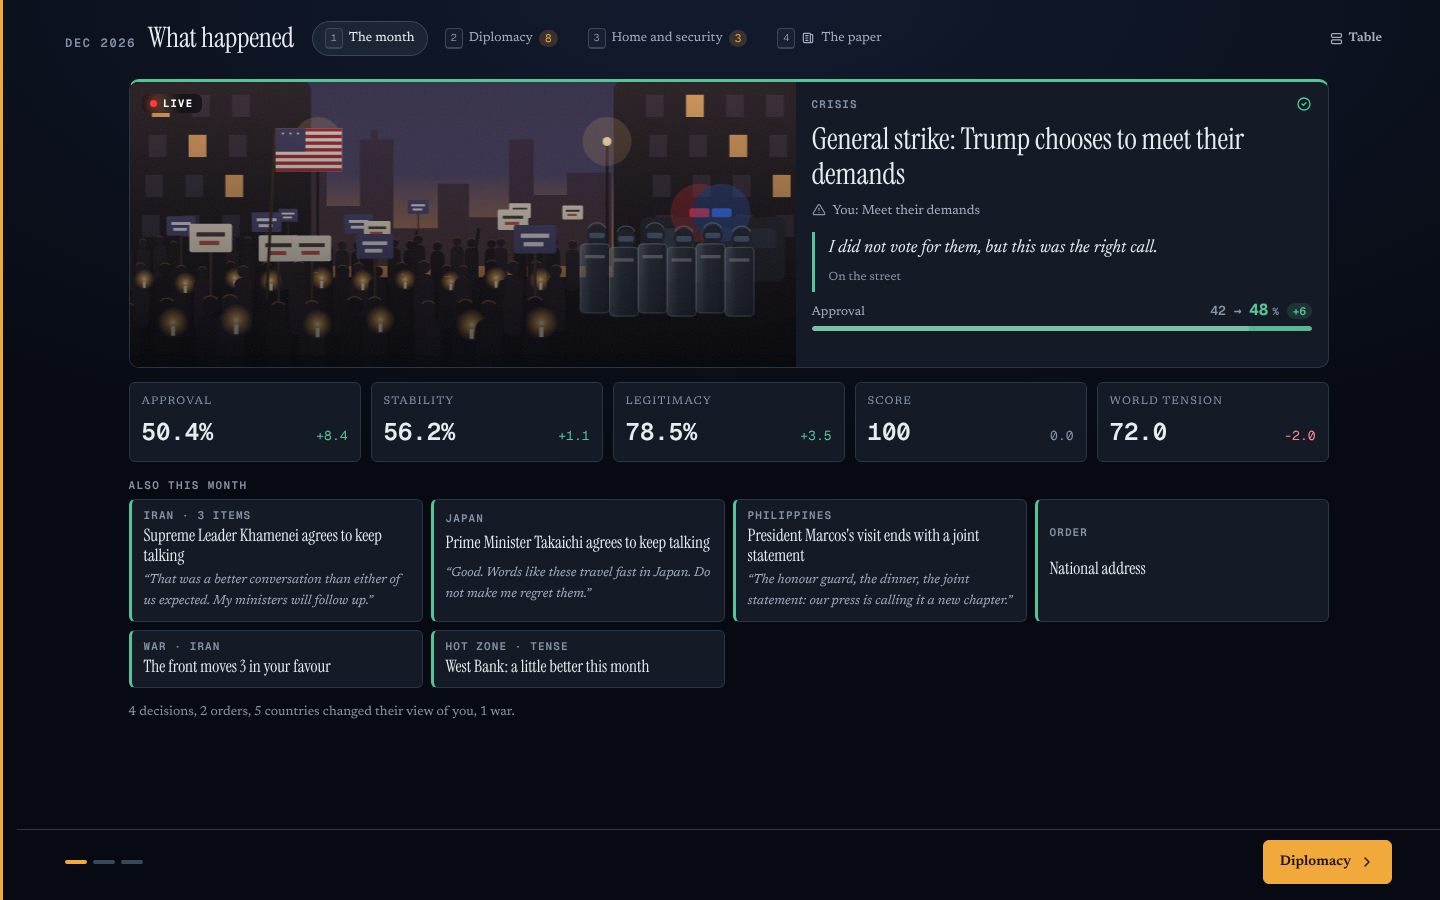 DEC 2026 What happened
1 The month
2 Diplomacy 8
3 Home and security 3
4 The paper
Table
LIVE
CRISIS
General strike: Trump chooses to meet their
demands
You: Meet their demands
I did not vote for them, but this was the right call.
On the street
Approval 42 → 48 % +6
APPROVAL
50.4% +8.4
STABILITY
56.2% +1.1
LEGITIMACY
78.5% +3.5
SCORE
100 0.0
WORLD TENSION
72.0 -2.0
ALSO THIS MONTH
IRAN · 3 ITEMS
Supreme Leader Khamenei agrees to keep
talking
“That was a better conversation than either of
us expected. My ministers will follow up.”
JAPAN
Prime Minister Takaichi agrees to keep talking
“Good. Words like these travel fast in Japan. Do
not make me regret them.”
PHILIPPINES
President Marcos's visit ends with a joint
statement
“The honour guard, the dinner, the joint
statement: our press is calling it a new chapter.”
ORDER
National address
WAR · IRAN
The front moves 3 in your favour
HOT ZONE · TENSE
West Bank: a little better this month
4 decisions, 2 orders, 5 countries changed their view of you, 1 war.
Diplomacy